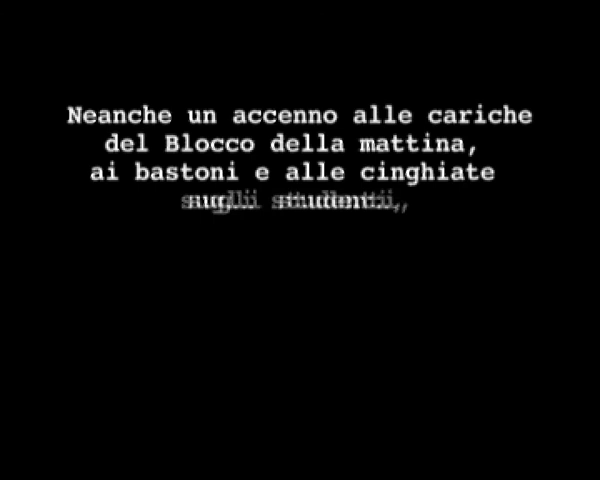 Neanche un accenno alle cariche
del Blocco della mattina,
ai bastoni e alle cinghiate
sugli studenti,